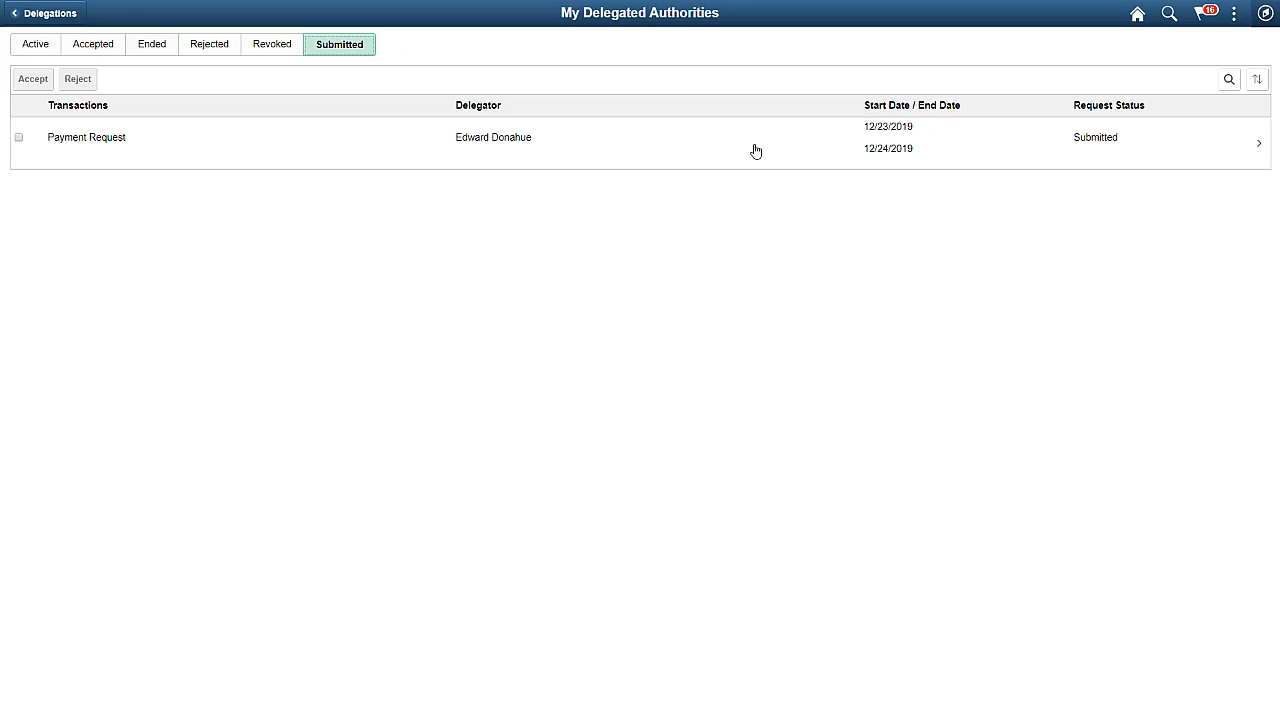 Delegations
My Delegated Authorities
16
Active
Accepted
Ended
Rejected
Revoked
Submitted
Accept
Reject
Transactions
Delegator
Start Date / End Date
Request Status
Payment Request
Edward Donahue
12/23/2019
12/24/2019
Submitted